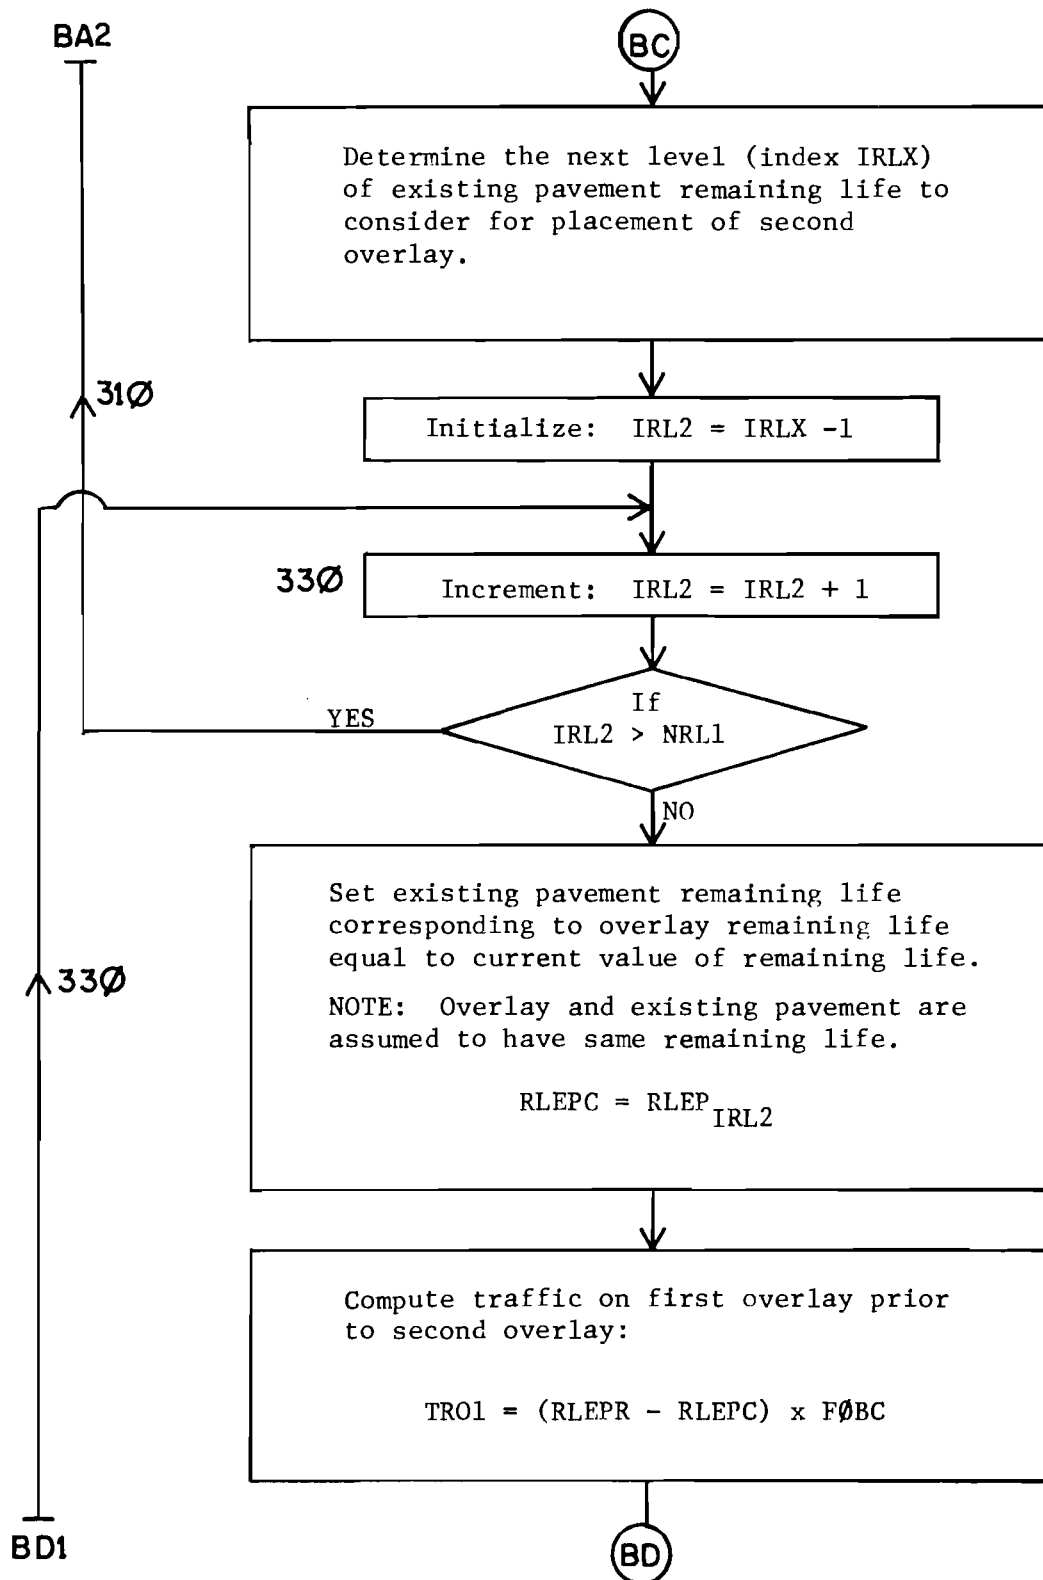 BA2
BC
Determine the next level (index IRLX)
of existing pavement remaining life to
consider for placement of second
overlay.
31Ø
Initialize: IRL2 = IRLX -1
33Ø
Increment: IRL2 = IRL2 + 1
If
IRL2 > NRL1
YES
NO
Set existing pavement remaining life
corresponding to overlay remaining life
equal to current value of remaining life.
NOTE: Overlay and existing pavement are
assumed to have same remaining life.
RLEPC = RLEP IRL2
33Ø
Compute traffic on first overlay prior
to second overlay:
TRO1 = (RLEPR - RLEPC) x FØBC
BD1
BD